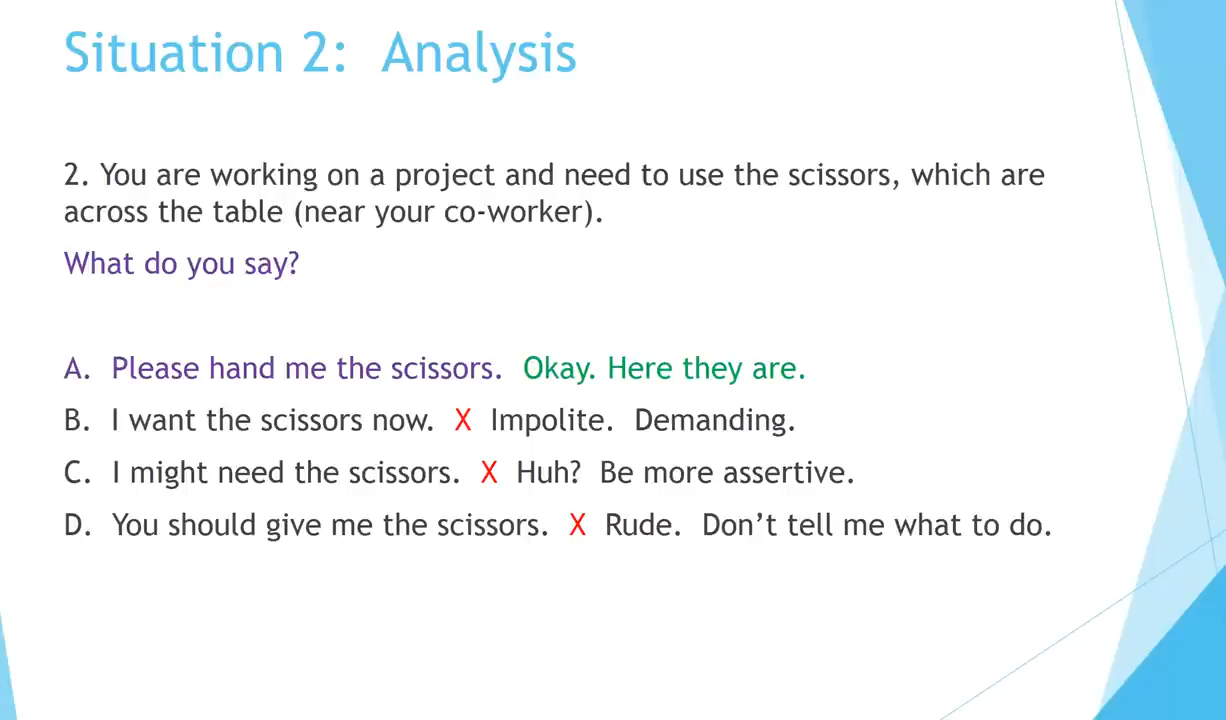 Situation 2: Analysis
2. You are working on a project and need to use the scissors, which are
across the table (near your co-worker).
What do you say?
A. Please hand me the scissors. Okay. Here they are.
B. I want the scissors now. X Impolite. Demanding.
C. I might need the scissors. X Huh? Be more assertive.
D. You should give me the scissors. X Rude. Don’t tell me what to do.